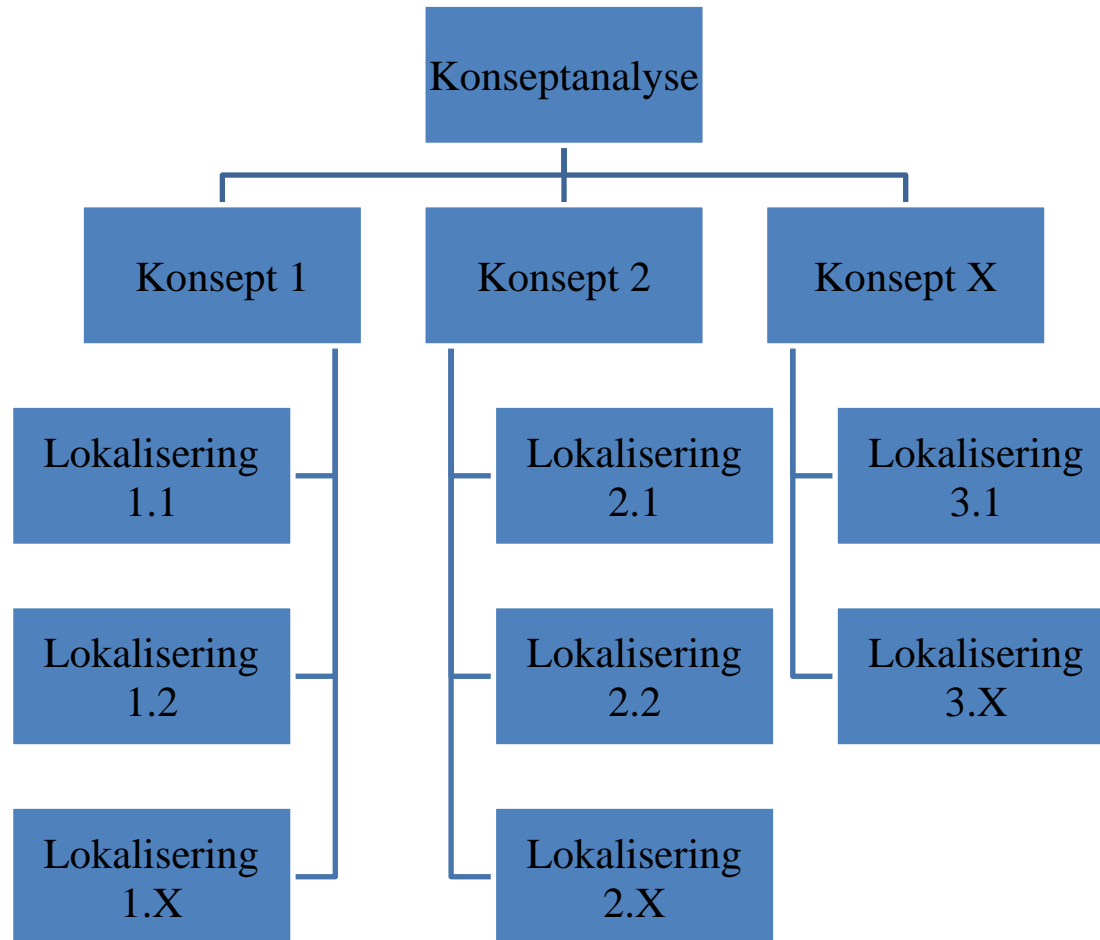 Konseptanalyse
Konsept 1
Konsept 2
Konsept X
Lokalisering
1.1
Lokalisering
2.1
Lokalisering
3.1
Lokalisering
1.2
Lokalisering
2.2
Lokalisering
3.X
Lokalisering
1.X
Lokalisering
2.X